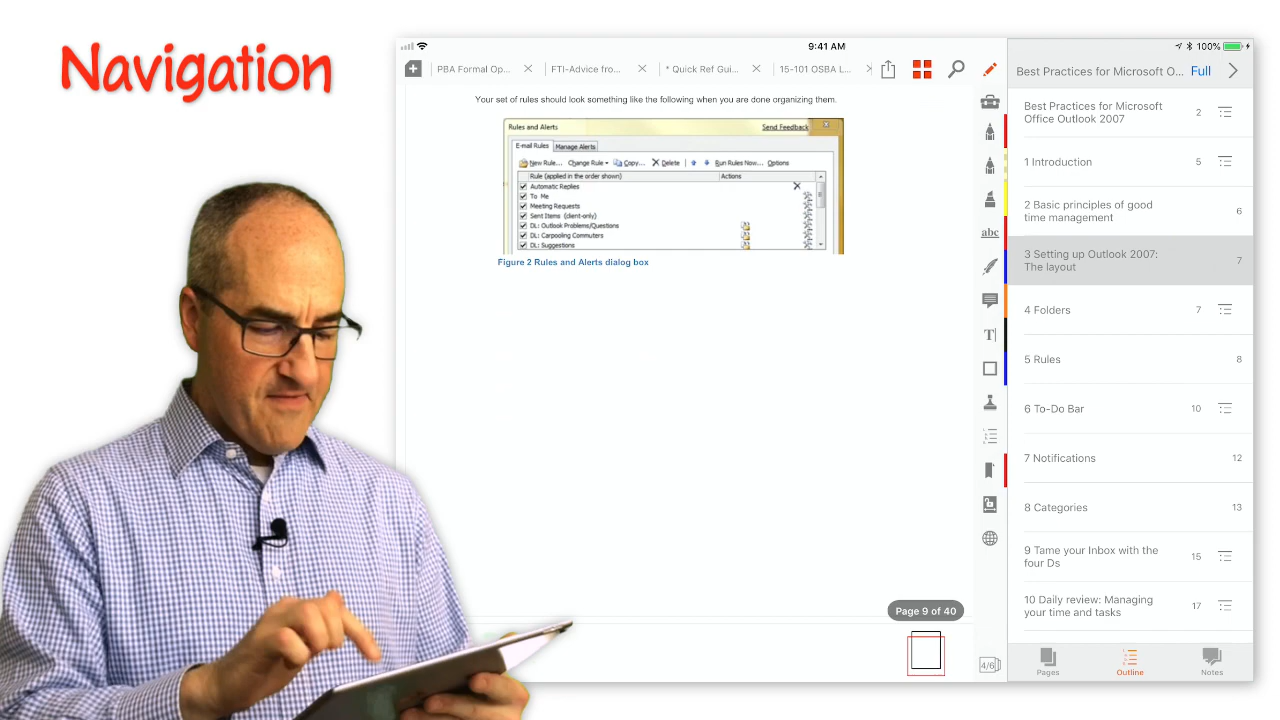 Navigation
9:41 AM
100%
PBA Formal Op...
FTI-Advice fro...
* Quick Ref Gui...
15-101 OSBA L...
Best Practices for Microsoft O...
Full
Your set of rules should look something like the following when you are done organizing them.
Rules and Alerts
Send Feedback
E-mail Rules
Manage Alerts
New Rule...
Change Rule
Copy...
Delete
Run Rules Now...
Options
Rule (applied in the order shown)
Actions
Automatic Replies
To Me
Meeting Requests
Sent Items (client-only)
DL: Outlook Problems/Questions
DL: Carpooling Commuters
DL: Suggestions
Figure 2 Rules and Alerts dialog box
Page 9 of 40
abc
T
4/6
Best Practices for Microsoft
Office Outlook 2007
2
1 Introduction
5
2 Basic principles of good
time management
6
3 Setting up Outlook 2007:
The layout
7
4 Folders
7
5 Rules
8
6 To-Do Bar
10
7 Notifications
12
8 Categories
13
9 Tame your Inbox with the
four Ds
15
10 Daily review: Managing
your time and tasks
17
Pages
Outline
Notes